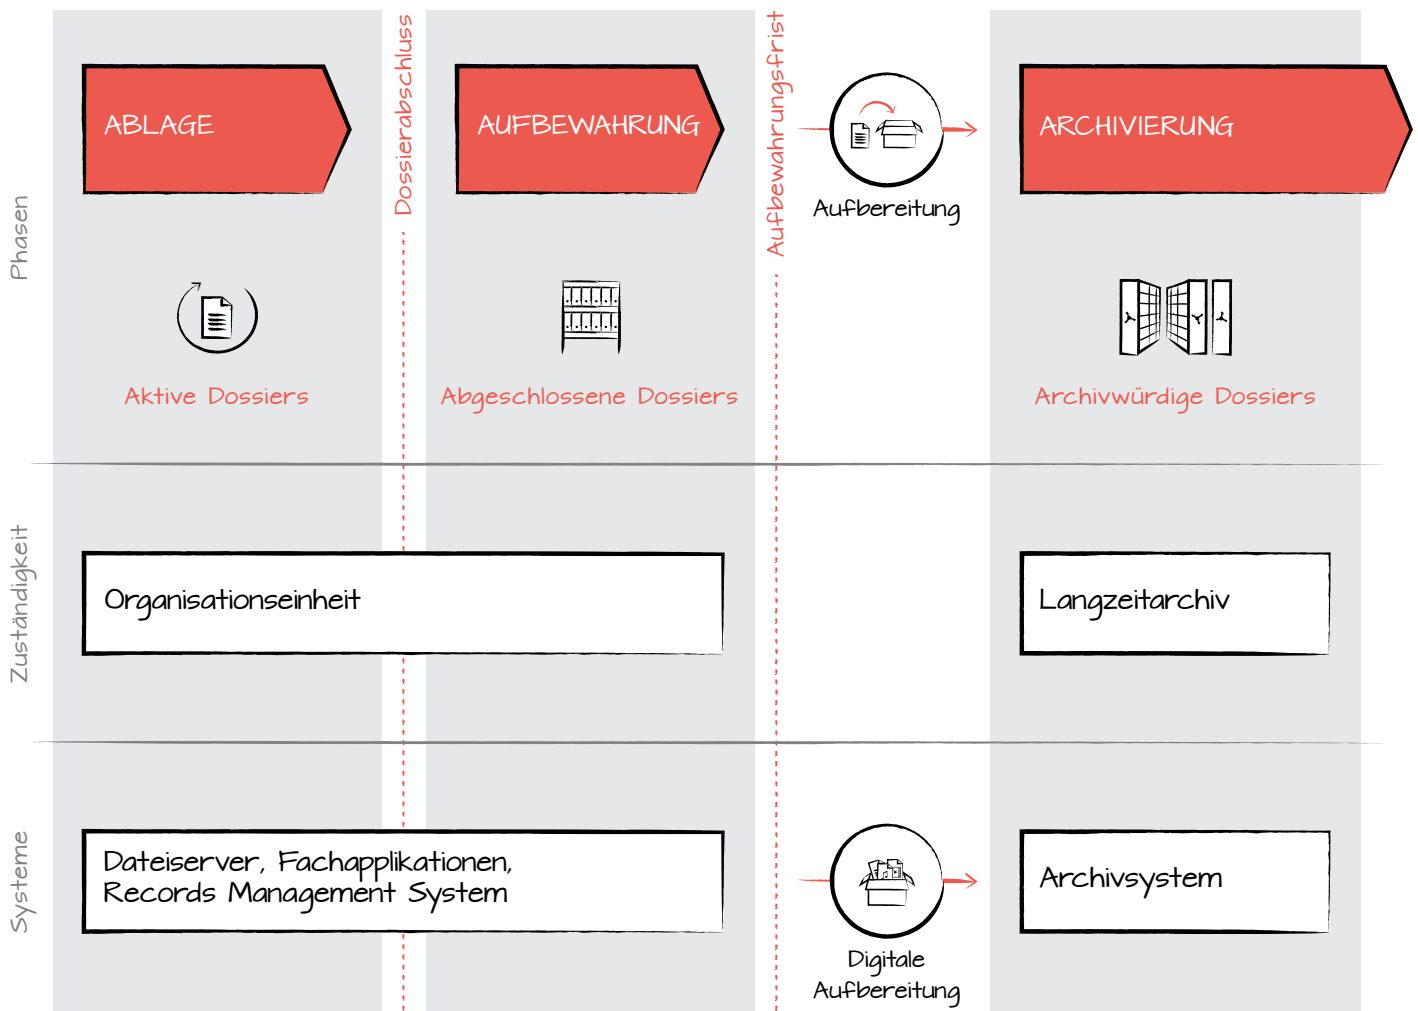 Phasen
ABLAGE
Dossierabschluss
AUFBEWAHRUNG
Aufbewahrungsfrist
Aufbereitung
ARCHIVIERUNG
Aktive Dossiers
Abgeschlossene Dossiers
Archivwürdige Dossiers
Zuständigkeit
Organisationseinheit
Langzeitarchiv
Systeme
Dateiserver, Fachapplikationen,
Records Management System
Digitale
Aufbereitung
Archivsystem